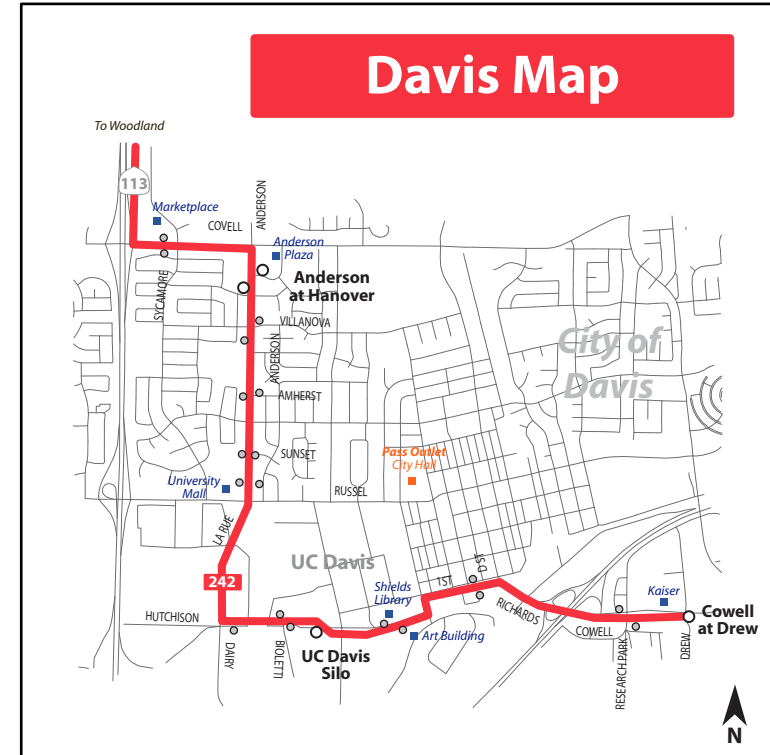 Davis Map
To Woodland
113
Marketplace
COVELL
ANDERSON
Anderson
Plaza
Anderson
at Hanover
SYCAMORE
VILLANOVA
ANDERSON
City of
Davis
AMHERST
SUNSET
Pass Outlet
City Hall
University
Mall
RUSSEL
LA RUE
UC Davis
242
Shields
Library
1ST
D ST
RICHARDS
Kaiser
HUTCHISON
Cowell
at Drew
COWELL
Art Building
DAIRY
BIOLETTI
UC Davis
Silo
RESEARCH PARK
DREW
N